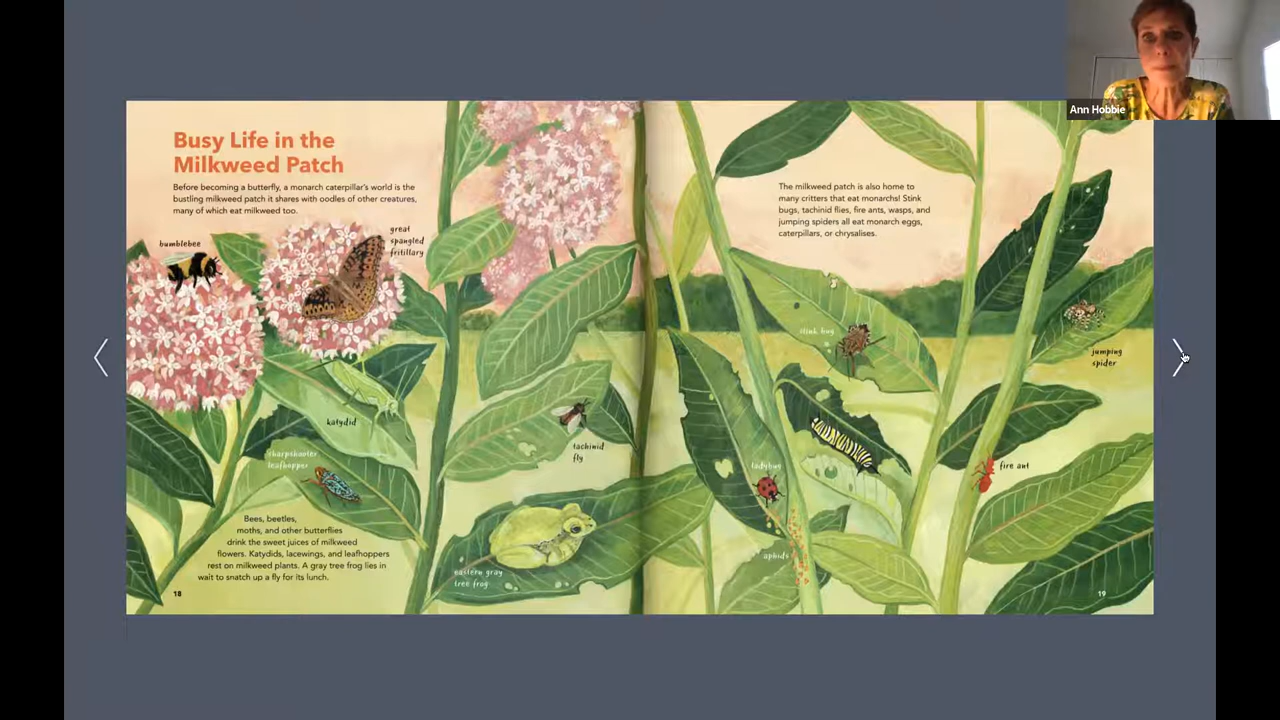 Ann Hobbie
Busy Life in the
Milkweed Patch
Before becoming a butterfly, a monarch caterpillar's world is the
bustling milkweed patch it shares with oodles of other creatures,
many of which eat milkweed too.
bumblebee
great
spangled
fritillary
katydid
sharpshooter
leafhopper
tachinid
fly
Bees, beetles,
moths, and other butterflies
drink the sweet juices of milkweed
flowers. Katydids, lacewings, and leafhoppers
rest on milkweed plants. A gray tree frog lies in
wait to snatch up a fly for its lunch.
eastern gray
tree frog
18
The milkweed patch is also home to
many critters that eat monarchs! Stink
bugs, tachinid flies, fire ants, wasps, and
jumping spiders all eat monarch eggs,
caterpillars, or chrysalises.
stink bug
jumping
spider
ladybug
fire ant
aphids
19